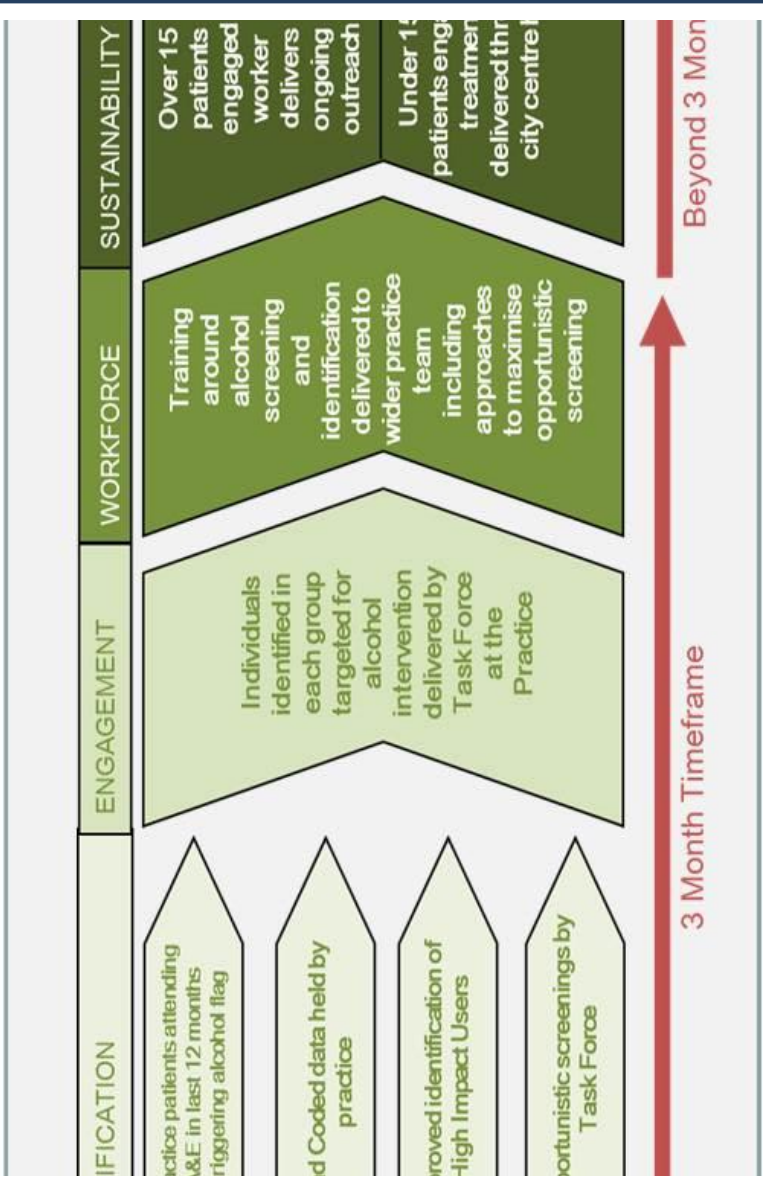 IFICATION
ctice patients attending
&E in last 12 months
riggering alcohol flag
d Coded data held by
practice
roved identification of
High Impact Users
portunistic screenings by
Task Force
ENGAGEMENT
Individuals
identified in
each group
targeted for
alcohol
intervention
delivered by
Task Force
at the
Practice
WORKFORCE
Training
around
alcohol
screening
and
identification
delivered to
wider practice
team
including
approaches
to maximise
opportunistic
screening
SUSTAINABILITY
Over 15
patients
engaged
worker
delivers
ongoing
outreach
Under 15
patients eng
treatment
delivered thr
city centre
3 Month Timeframe
Beyond 3 Mon